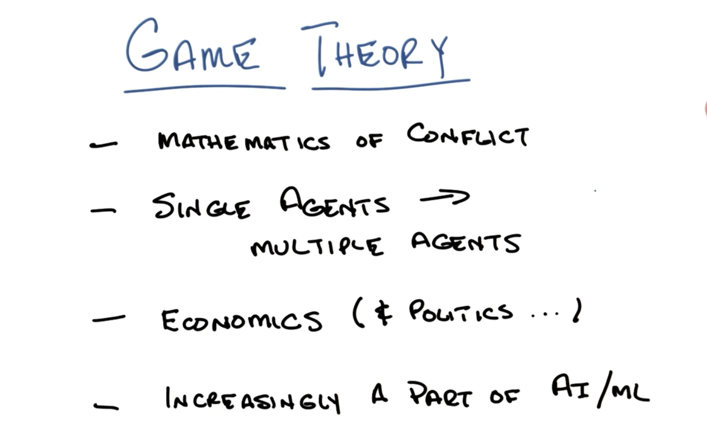 GAME THEORY
- MATHEMATICS OF CONFLICT
- SINGLE AGENTS →
MULTIPLE AGENTS
- ECONOMICS (& POLITICS ...)
- INCREASINGLY A PART OF AI/ML